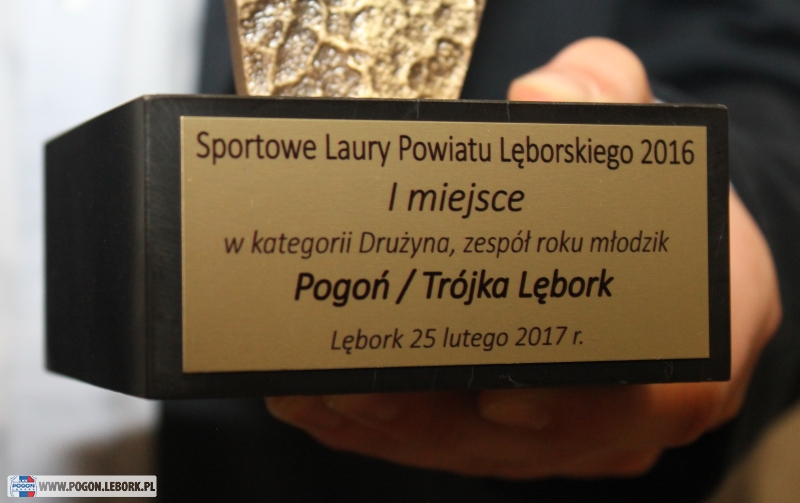 Sportowe Laury Powiatu Lęborskiego 2016
I miejsce
w kategorii Drużyna, zespół roku młodzik
Pogoń / Trójka Lębork
Lębork 25 lutego 2017 r.
POGOŃ
WWW.POGON.LEBORK.PL